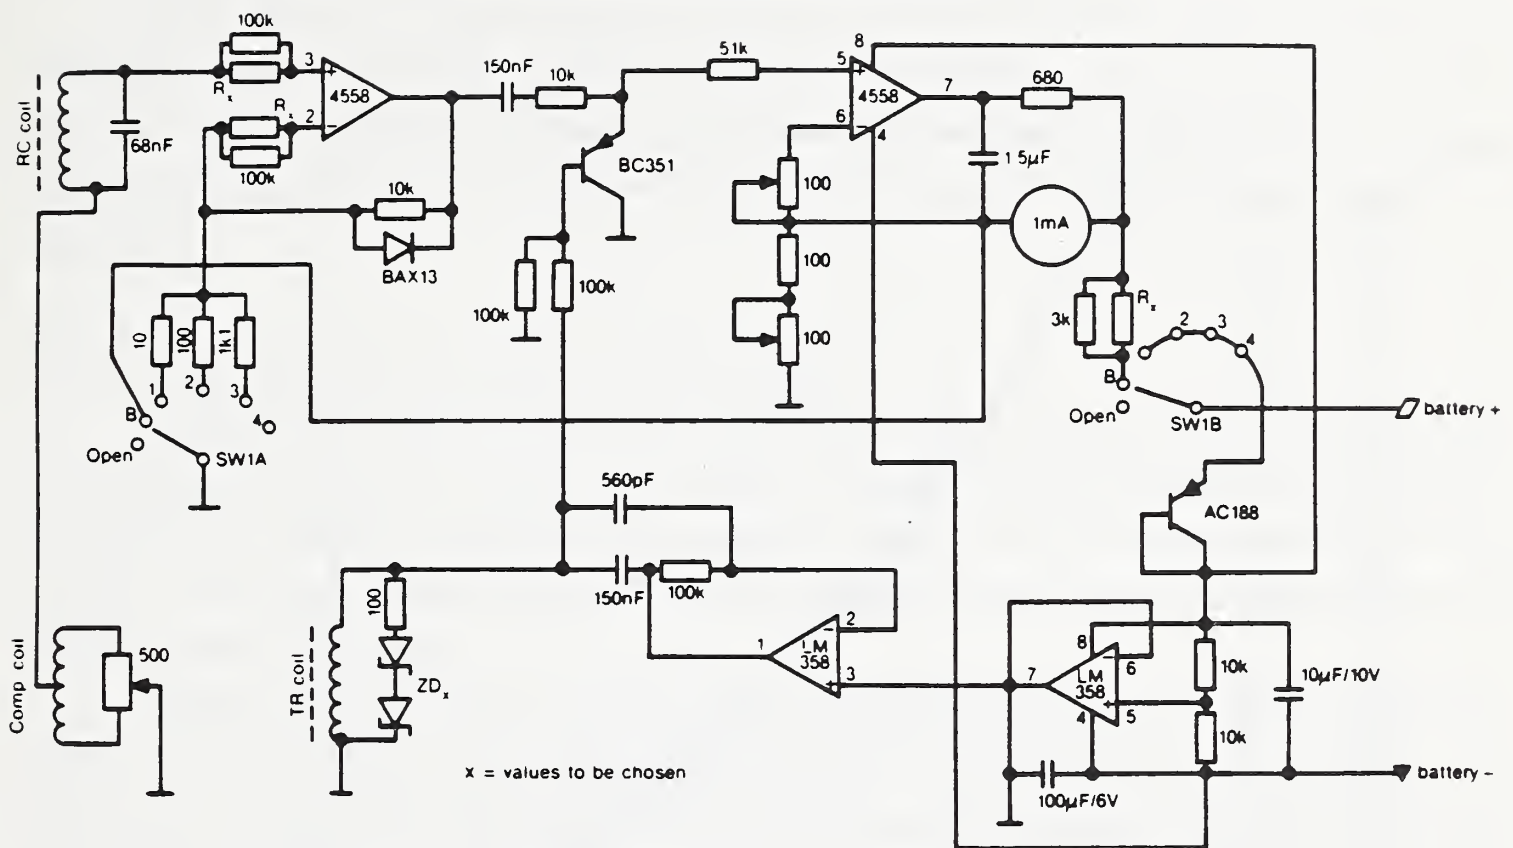 100k
Rx
3
+
4558
Rx
2
−
100k
RC coil
68nF
10k
BAX13
150nF
10k
BC351
100k
100k
51k
8
5
+
4558
6
−
4
7
680
1 5µF
1mA
100
100
100
3k
Rx
2
3
4
B
Open
SW1B
battery +
10
100
1k1
1
2
3
4
B
Open
SW1A
560pF
150nF
100k
AC188
1
LM
358
−
2
+
3
8
LM
358
7
−
6
+
5
4
10k
10k
10µF/10V
100µF/6V
battery −
Comp coil
500
TR coil
100
ZDx
x = values to be chosen